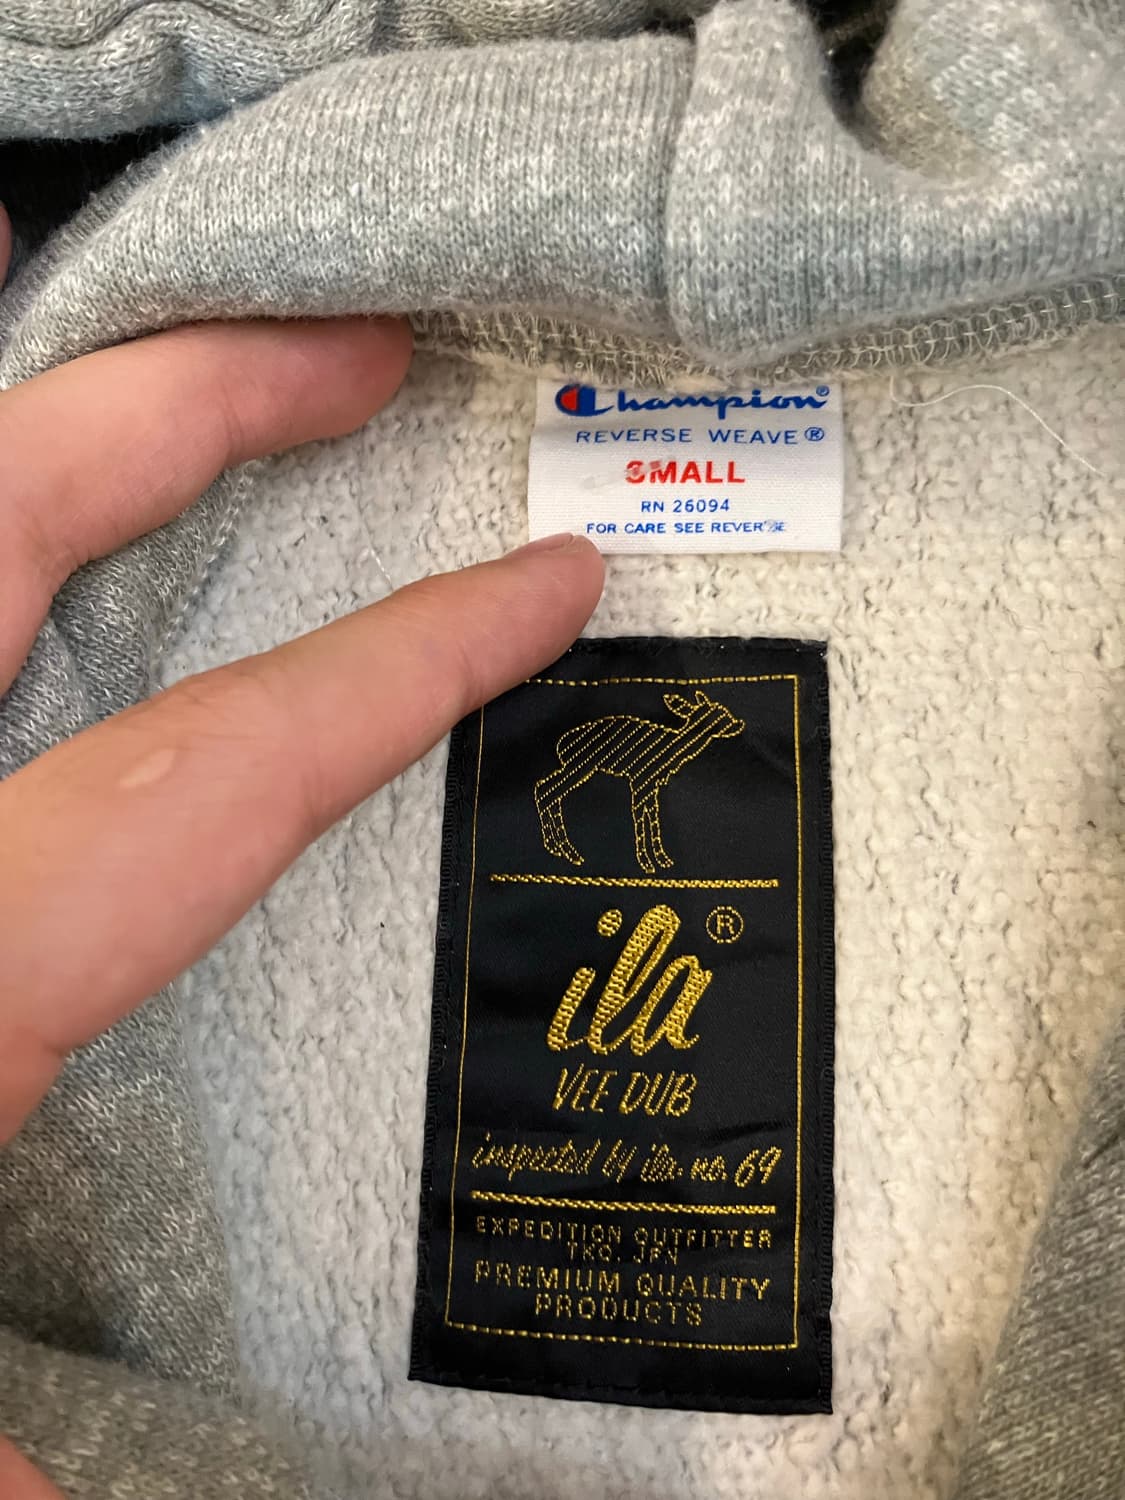 Champion®
REVERSE WEAVE®
SMALL
RN 26094
FOR CARE SEE REVERSE
ila®
VEE DUB
inspected by ila. no. 69
EXPEDITION OUTFITTER
TKO. JPN
PREMIUM QUALITY
PRODUCTS